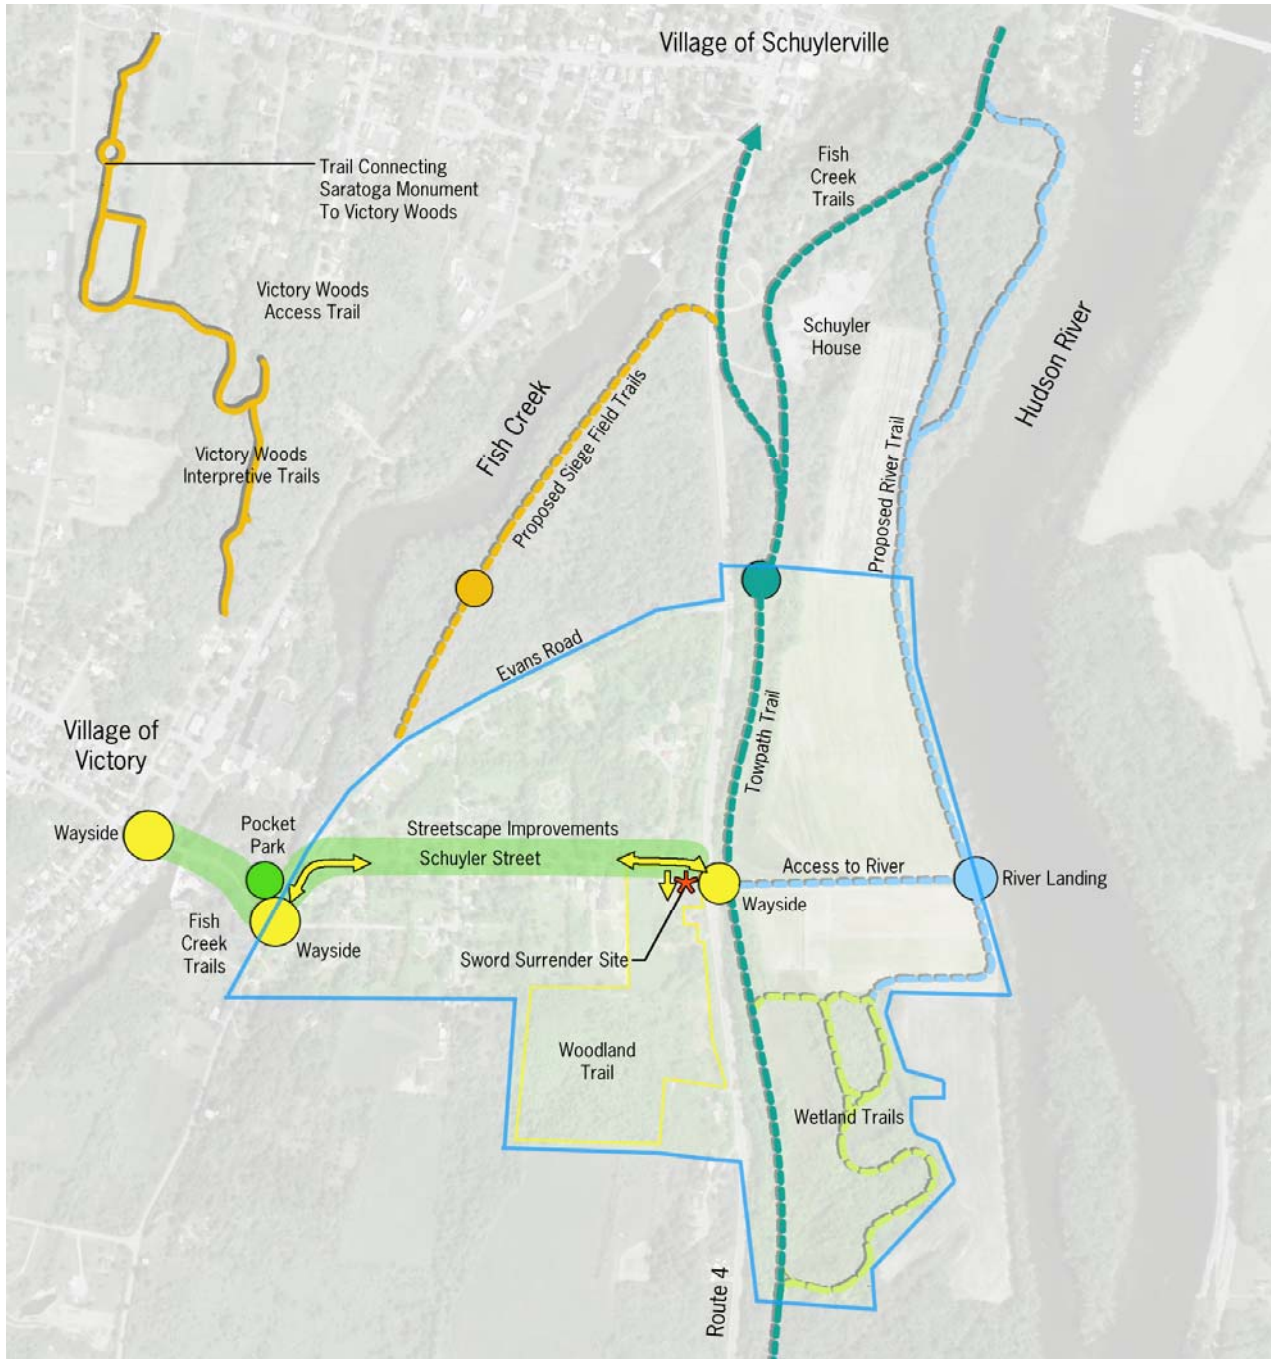 Village of Schuylerville
Trail Connecting
Saratoga Monument
To Victory Woods
Fish
Creek
Trails
Victory Woods
Access Trail
Schuyler
House
Hudson River
Fish Creek
Proposed Siege Field Trails
Victory Woods
Interpretive Trails
Proposed River Trail
Evans Road
Towpath Trail
Village of
Victory
Wayside
Pocket
Park
Streetscape Improvements
Schuyler Street
Access to River
River Landing
Wayside
Fish
Creek
Trails
Wayside
Sword Surrender Site
Woodland
Trail
Wetland Trails
Route 4